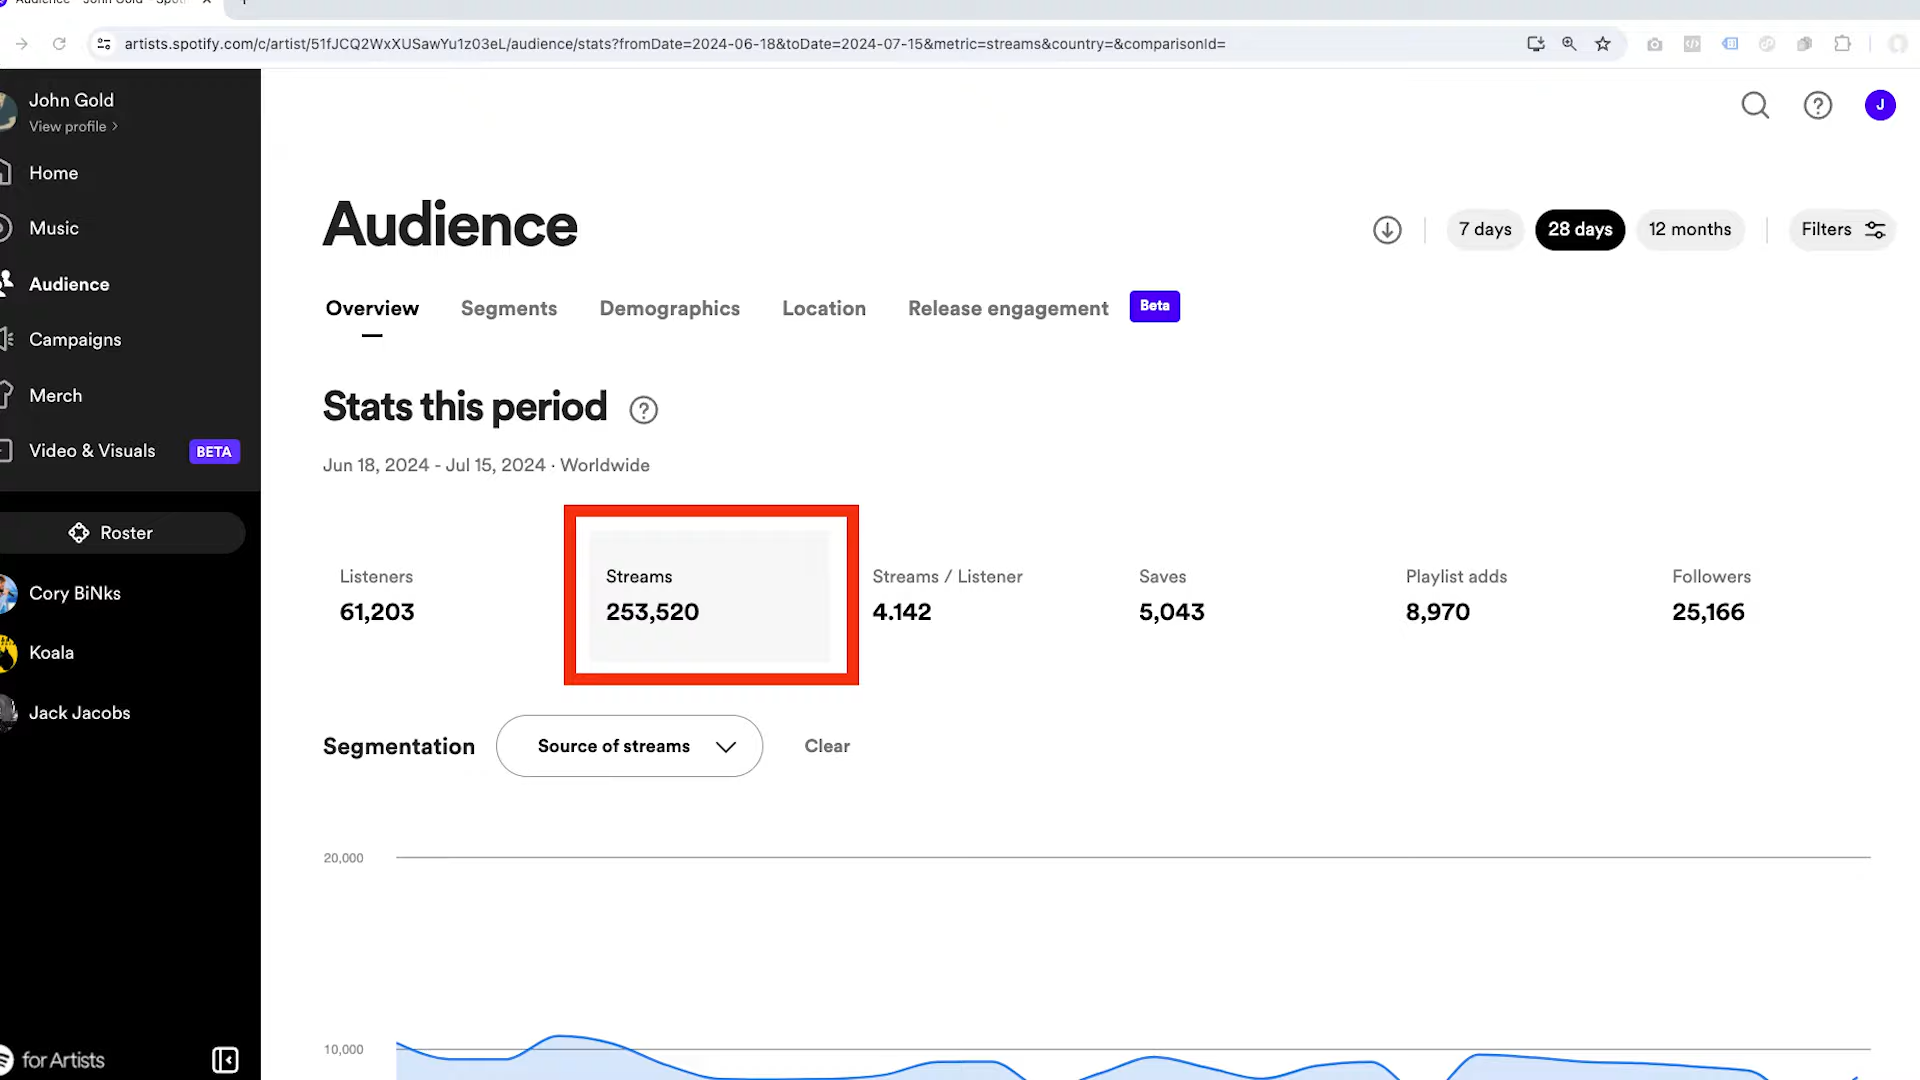 Audience
artists.spotify.com/c/artist/51fJCQ2WxXUSawYu1z03eL/audience/stats?fromDate=2024-06-18&toDate=2024-07-15&metric=streams&country=&comparisonId=
John Gold
View profile
J
Home
Music
Audience
Campaigns
Merch
Video & Visuals BETA
Roster
Cory BiNks
Koala
Jack Jacobs
for Artists
Audience
7 days 28 days 12 months Filters
Overview Segments Demographics Location Release engagement Beta
Stats this period ?
Jun 18, 2024 - Jul 15, 2024 · Worldwide
Listeners Streams Streams / Listener Saves Playlist adds Followers
61,203 253,520 4.142 5,043 8,970 25,166
Segmentation Source of streams Clear
20,000
10,000